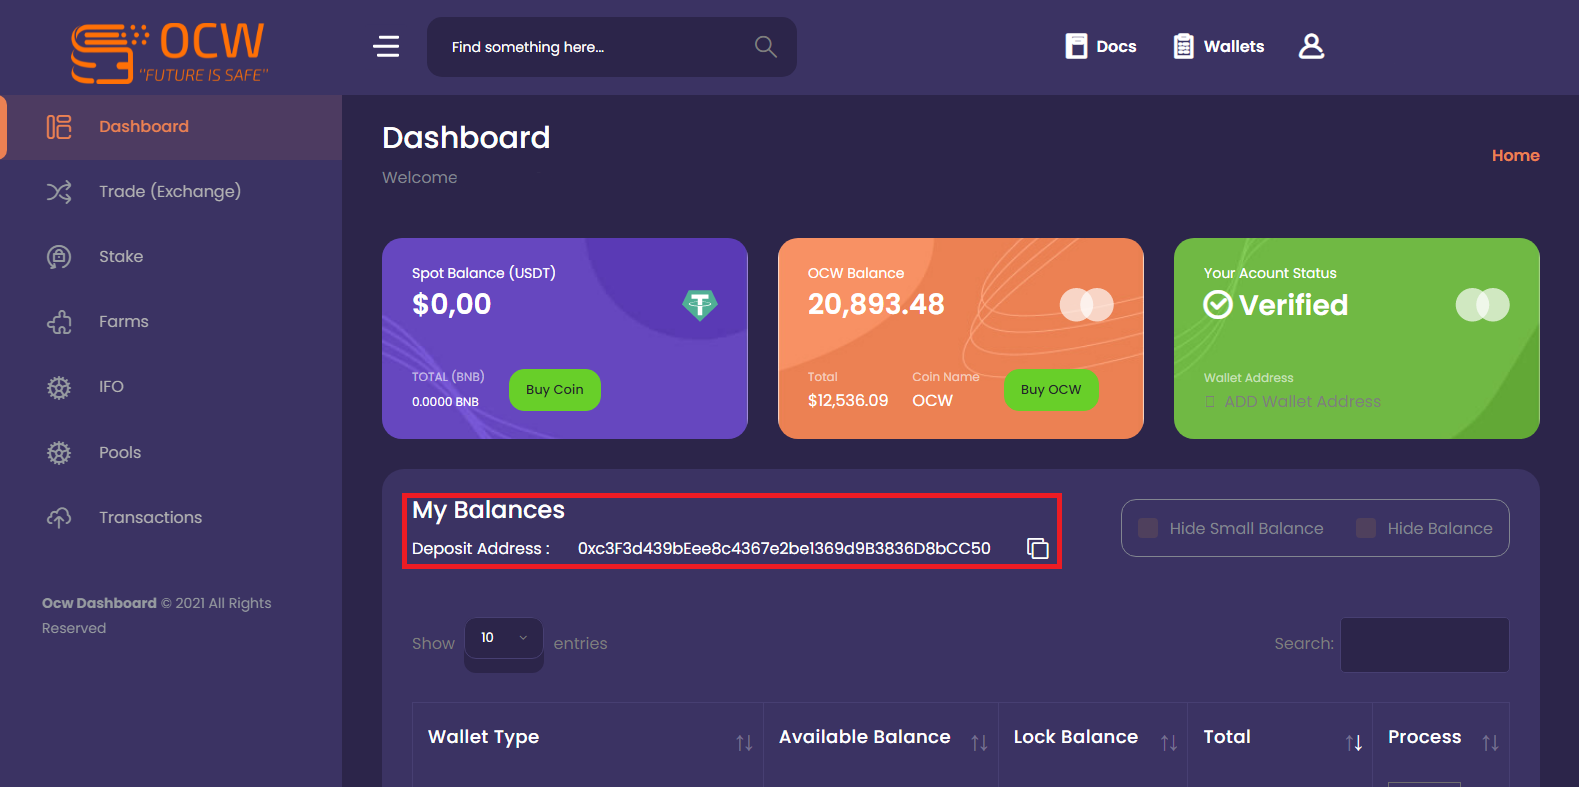 OCW
"FUTURE IS SAFE"
Find something here...
Docs
Wallets
Dashboard
Trade (Exchange)
Stake
Farms
IFO
Pools
Transactions
Ocw Dashboard © 2021 All Rights
Reserved
Dashboard
Welcome
Home
Spot Balance (USDT)
$0,00
TOTAL (BNB)
0.0000 BNB
Buy Coin
OCW Balance
20,893.48
Total
$12,536.09
Coin Name
OCW
Buy OCW
Your Acount Status
Verified
Wallet Address
ADD Wallet Address
My Balances
Deposit Address : 0xc3F3d439bEee8c4367e2be1369d9B3836D8bCC50
Hide Small Balance
Hide Balance
Show 10 entries
Search:
Wallet Type Available Balance Lock Balance Total Process